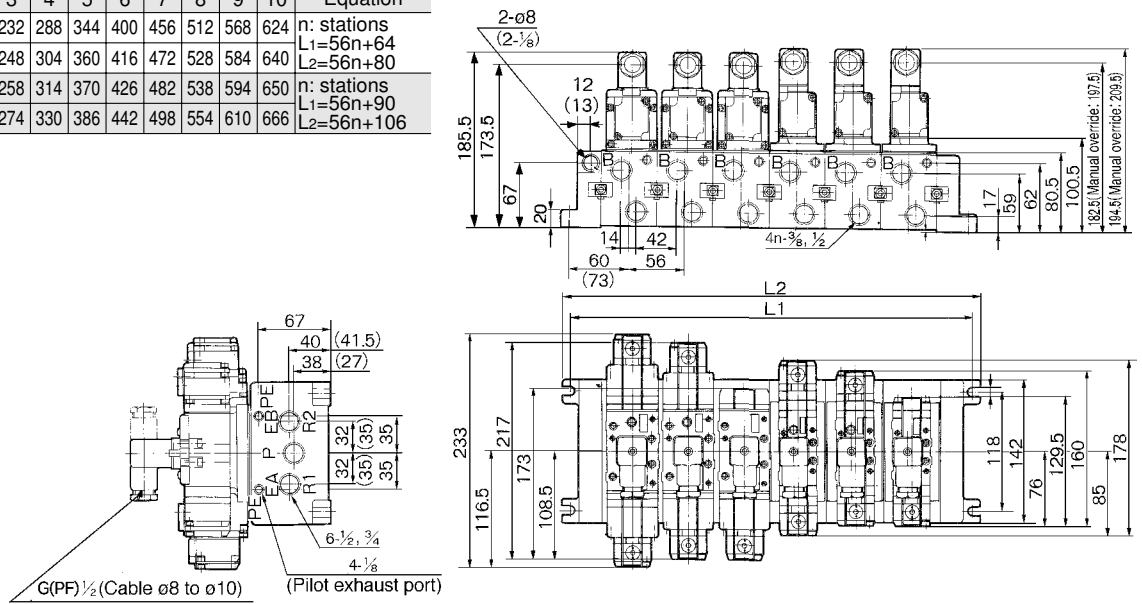 3 4 5 6 7 8 9 10 Equation
232 288 344 400 456 512 568 624 n: stations
L1=56n+64
248 304 360 416 472 528 584 640 L2=56n+80
258 314 370 426 482 538 594 650 n: stations
L1=56n+90
274 330 386 442 498 554 610 666 L2=56n+106
2-ø8
(2-⅛)
12
(13)
185.5
173.5
67
20
B B B B B B
14 42
60 56
(73)
4n-⅜, ½
17
59
62
80.5
100.5
182.5(Manual override: 197.5)
194.5(Manual override: 209.5)
L2
L1
233
217
173
116.5
108.5
118
142
129.5
160
178
76
85
67
40 (41.5)
38 (27)
PE
EB
R2
P
EA
R1
PE
32
(35)
35
32
(35)
35
6-½, ¾
4-⅛
(Pilot exhaust port)
G(PF)½(Cable ø8 to ø10)